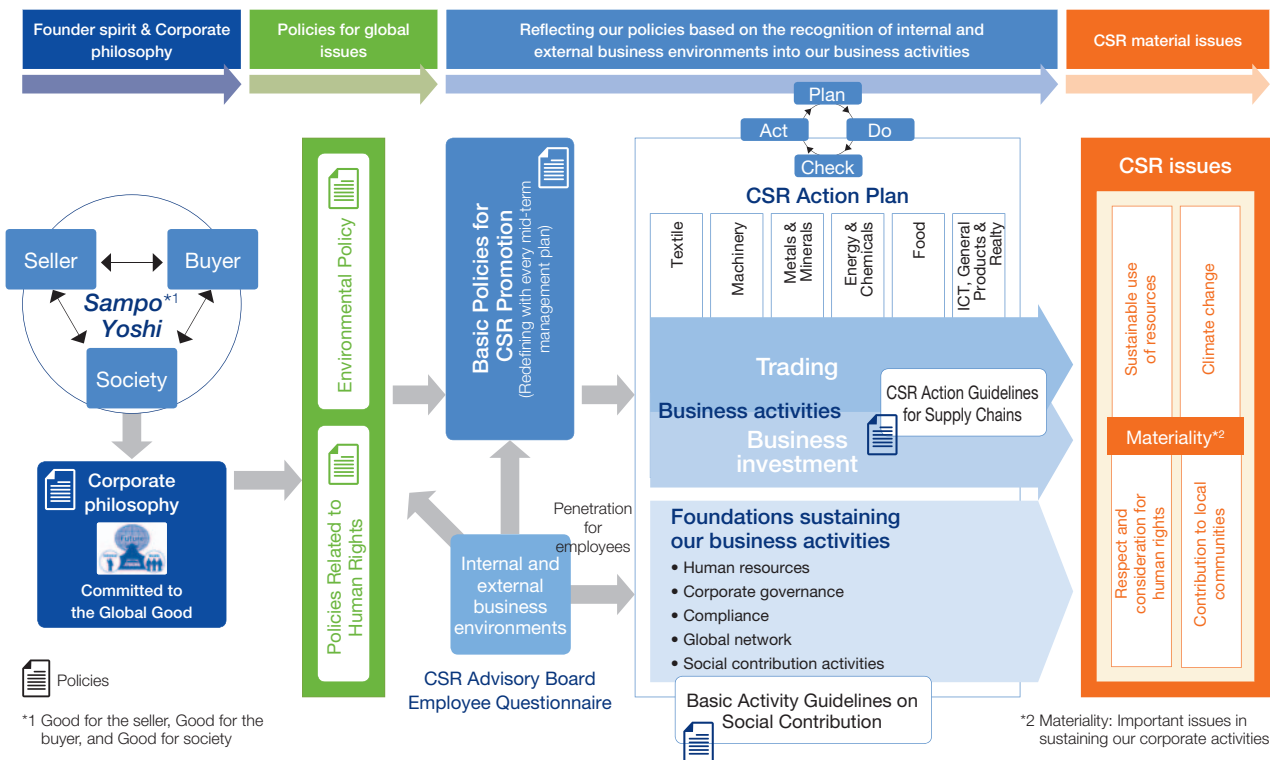 Founder spirit & Corporate
philosophy
Policies for global
issues
Reflecting our policies based on the recognition of internal and
external business environments into our business activities
CSR material issues
Plan
Act
Do
Check
CSR Action Plan
Seller
Buyer
Sampo*1
Yoshi
Society
Corporate
philosophy
Future
Committed to
the Global Good
Policies
*1 Good for the seller, Good for the
buyer, and Good for society
Environmental Policy
Policies Related to
Human Rights
Basic Policies for
CSR Promotion
(Redefining with every mid-term
management plan)
Internal and
external
business
environments
CSR Advisory Board
Employee Questionnaire
Penetration
for
employees
Textile
Machinery
Metals &
Minerals
Energy &
Chemicals
Food
ICT, General
Products &
Realty
Trading
Business activities
Business
investment
CSR Action Guidelines
for Supply Chains
Foundations sustaining
our business activities
• Human resources
• Corporate governance
• Compliance
• Global network
• Social contribution activities
Basic Activity Guidelines on
Social Contribution
CSR issues
Sustainable use
of resources
Climate change
Materiality*2
Respect and
consideration for
human rights
Contribution to local
communities
*2 Materiality: Important issues in
sustaining our corporate activities